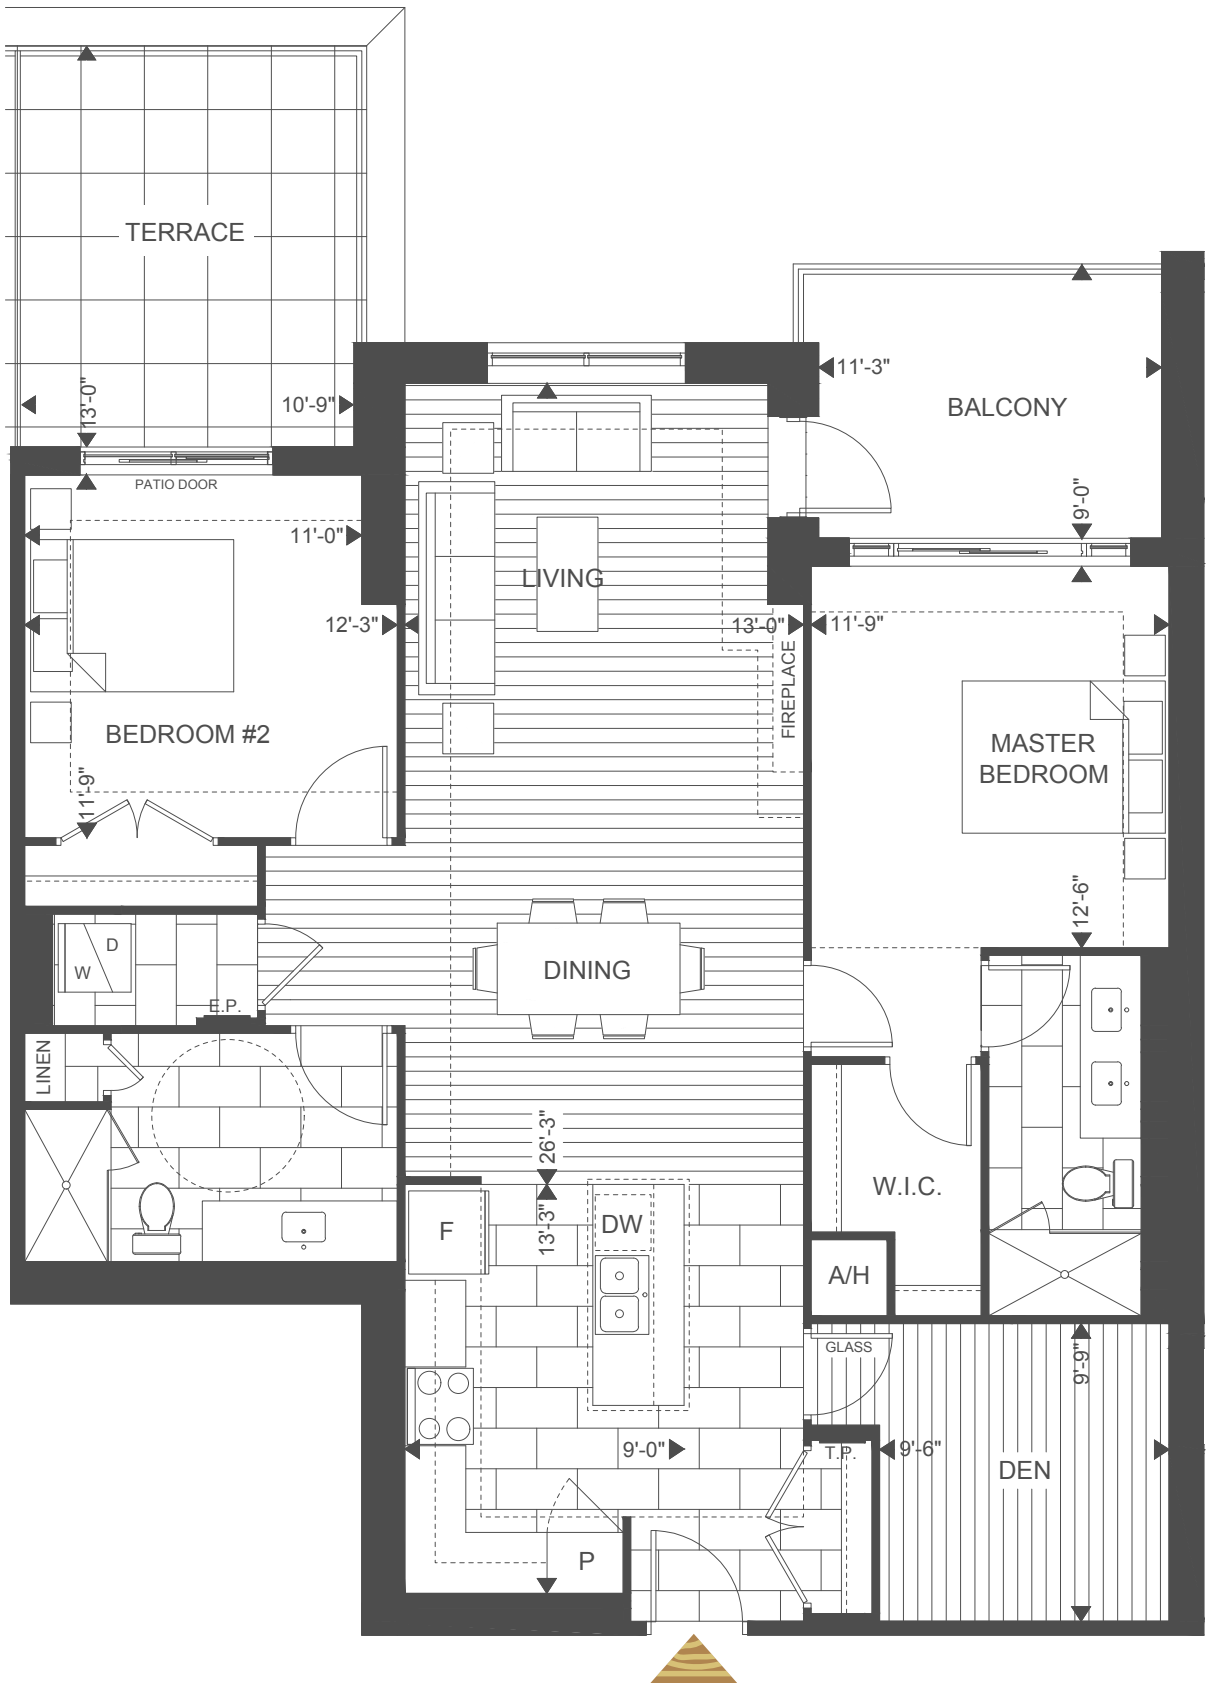 TERRACE
13'-0"
10'-9"
PATIO DOOR
11'-3"
BALCONY
9'-0"
11'-0"
12'-3"
LIVING
13'-0"
11'-9"
FIREPLACE
BEDROOM #2
11'-9"
MASTER
BEDROOM
12'-6"
D
W
E.P.
DINING
LINEN
26'-3"
13'-3"
F
DW
W.I.C.
A/H
GLASS
9'-9"
9'-0"
T.P.
9'-6"
DEN
P